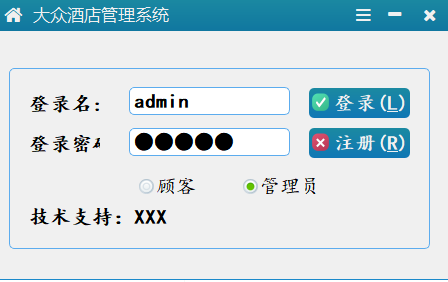 大众酒店管理系统
登录名: admin 登录(L)
登录密 ●●●●● 注册(R)
顾客 管理员
技术支持: XXX